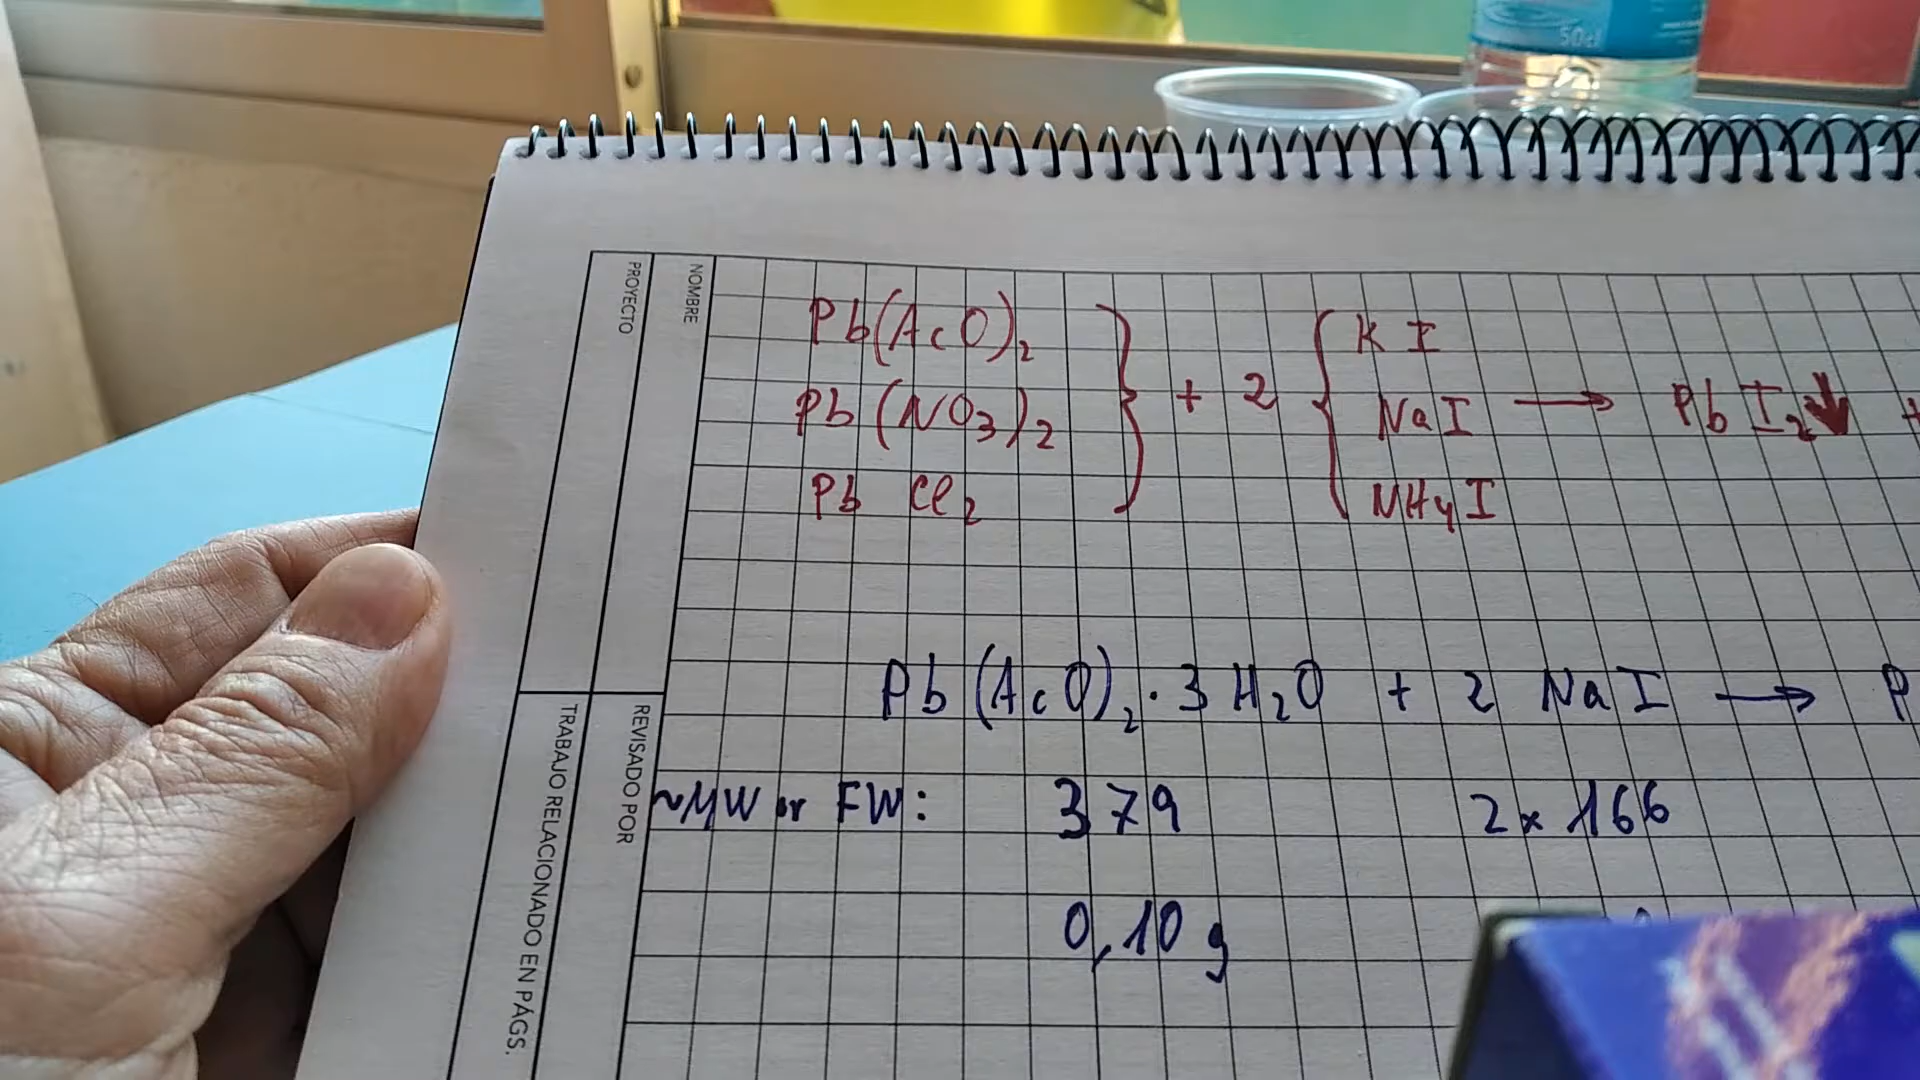 50cl
PROYECTO
NOMBRE
Pb(AcO)₂
Pb(NO₃)₂
Pb Cl₂
} + 2 {
KI
NaI
NH₄I
→ PbI₂↓ +
Pb(AcO)₂·3H₂O + 2 NaI → P
REVISADO POR
TRABAJO RELACIONADO EN PÁGS.
~MW or FW: 379 2x166
0,10 g